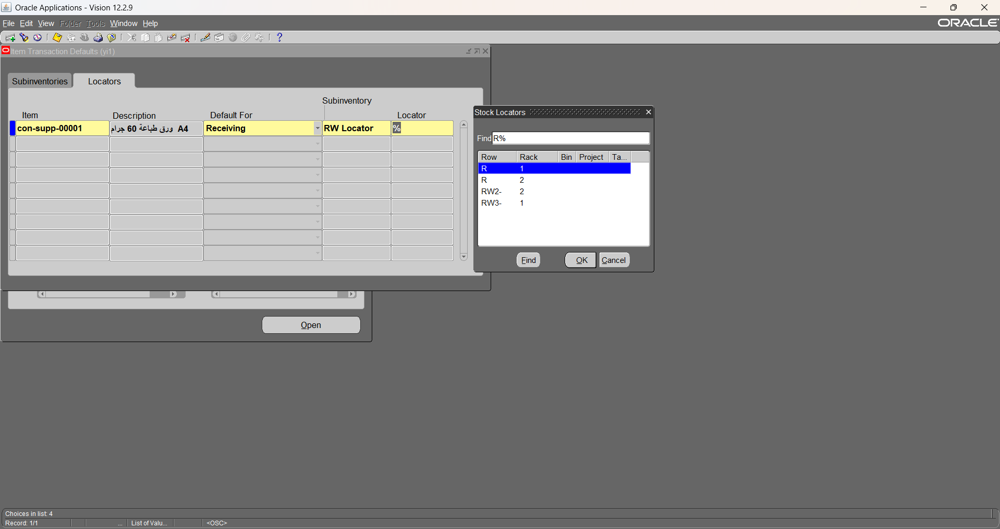 Oracle Applications - Vision 12.2.9
File Edit View Folder Tools Window Help
ORACLE
Item Transaction Defaults (yi1)
Subinventories Locators
Subinventory
Item Description Default For Locator
con-supp-00001 ورق طباعة 60 جرام A4 Receiving RW Locator %
Open
Stock Locators
Find R%
Row Rack Bin Project Ta...
R 1
R 2
RW2- 2
RW3- 1
Find OK Cancel
Choices in list: 4
Record: 1/1 ... List of Valu... <OSC>